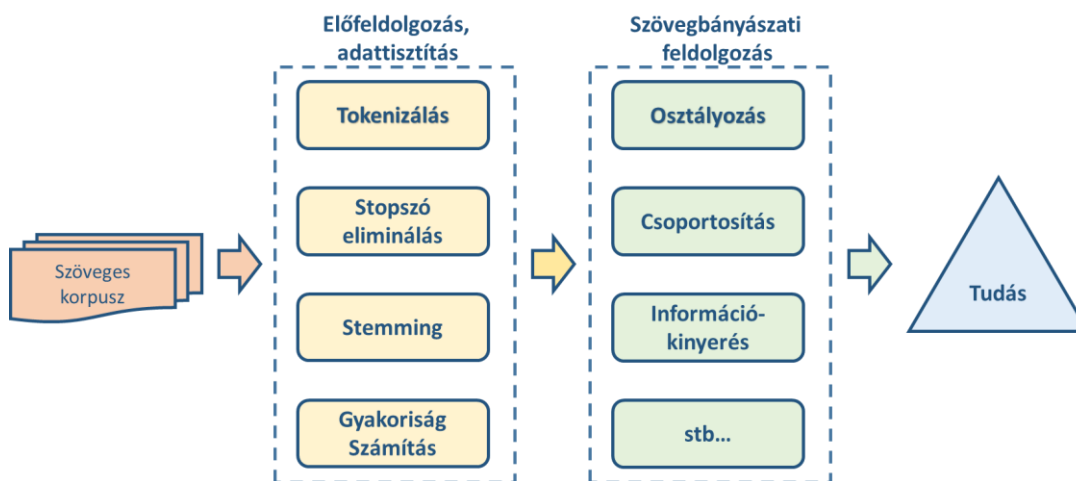 Előfeldolgozás,
adattisztítás
Szövegbányászati
feldolgozás
Szöveges
korpusz
Tokenizálás
Stopszó
eliminálás
Stemming
Gyakoriság
Számítás
Osztályozás
Csoportosítás
Információ-
kinyerés
stb...
Tudás